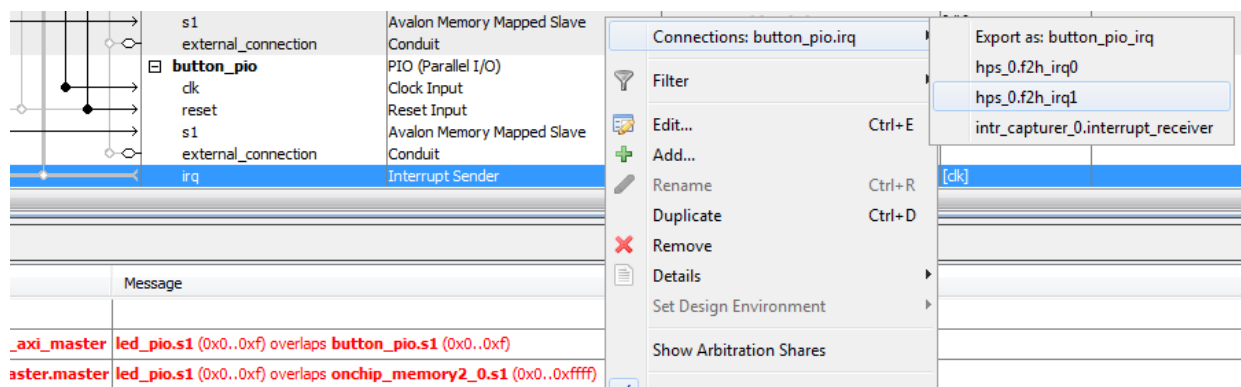 s1 Avalon Memory Mapped Slave
external_connection Conduit
button_pio PIO (Parallel I/O)
clk Clock Input
reset Reset Input
s1 Avalon Memory Mapped Slave
external_connection Conduit
irq Interrupt Sender [clk]
Connections: button_pio.irq
Filter
Edit... Ctrl+E
Add...
Rename Ctrl+R
Duplicate Ctrl+D
Remove
Details
Set Design Environment
Show Arbitration Shares
Export as: button_pio_irq
hps_0.f2h_irq0
hps_0.f2h_irq1
intr_capturer_0.interrupt_receiver
Message
_axi_master led_pio.s1 (0x0..0xf) overlaps button_pio.s1 (0x0..0xf)
aster.master led_pio.s1 (0x0..0xf) overlaps onchip_memory2_0.s1 (0x0..0xffff)